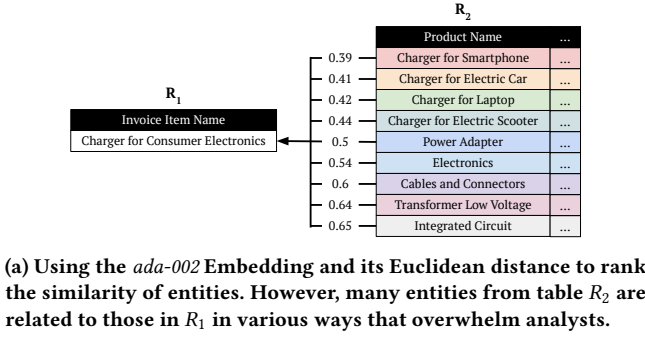 R2
Product Name ...
0.39 Charger for Smartphone ...
0.41 Charger for Electric Car ...
0.42 Charger for Laptop ...
R1
0.44 Charger for Electric Scooter ...
Invoice Item Name
Charger for Consumer Electronics 0.5 Power Adapter ...
0.54 Electronics ...
0.6 Cables and Connectors ...
0.64 Transformer Low Voltage ...
0.65 Integrated Circuit ...
(a) Using the ada-002 Embedding and its Euclidean distance to rank
the similarity of entities. However, many entities from table R2 are
related to those in R1 in various ways that overwhelm analysts.